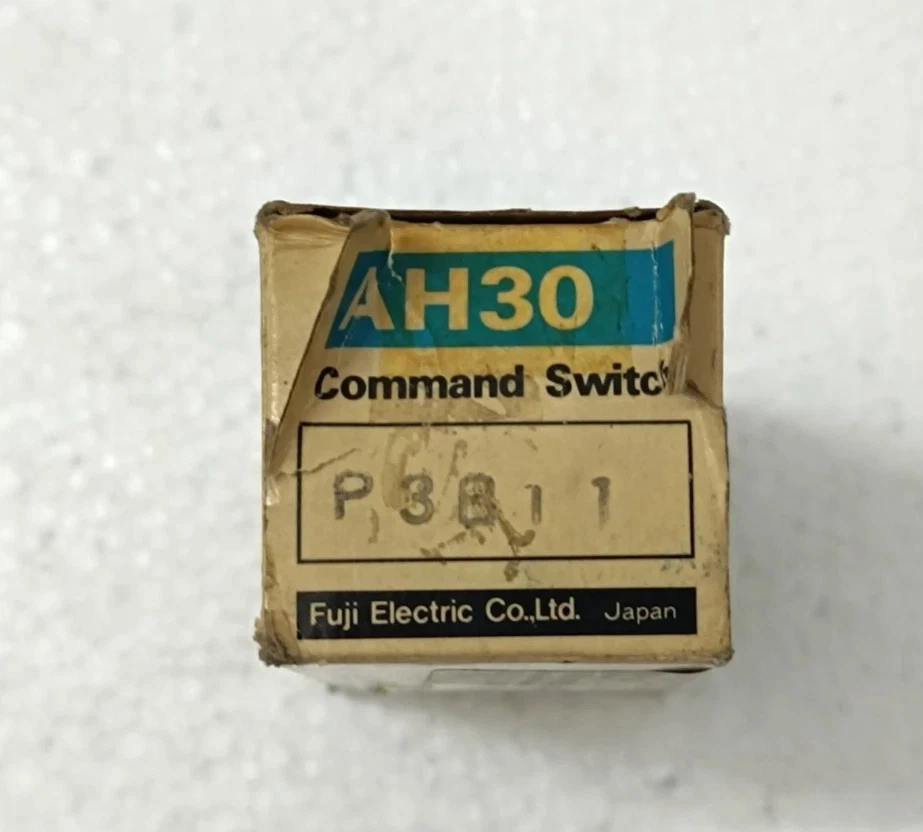 AH30
Command Switch
P3B11
Fuji Electric Co.,Ltd. Japan